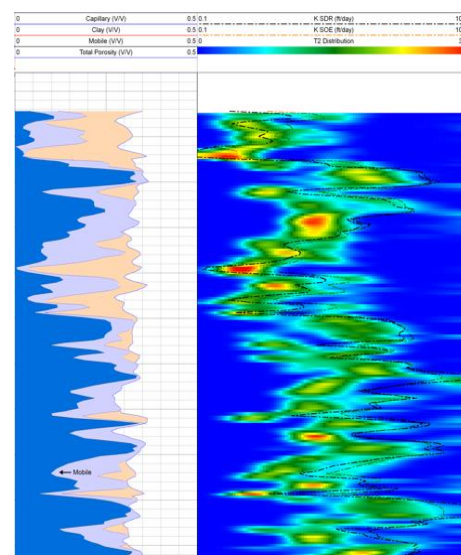 0 Capillary (V/V) 0.5 0.1 K SDR (ft/day) 10
0 Clay (V/V) 0.5 0.1 K SOE (ft/day) 10
0 Mobile (V/V) 0.5 0 T2 Distribution
0 Total Porosity (V/V) 0.5
Mobile